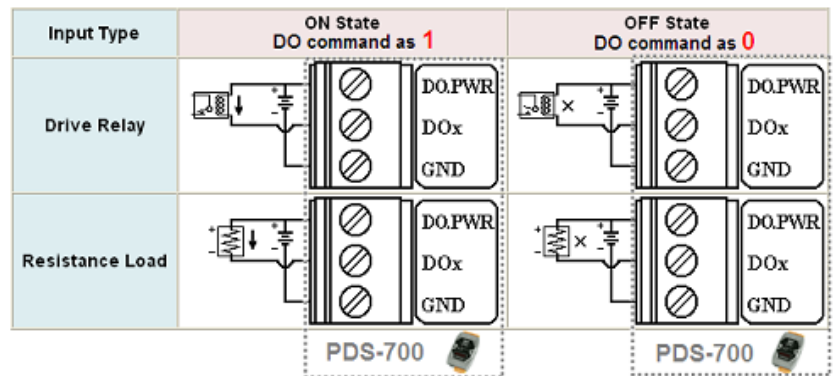 Input Type
ON State
DO command as 1
OFF State
DO command as 0
Drive Relay
+
-
DO.PWR
DOx
GND
×
+
-
DO.PWR
DOx
GND
Resistance Load
+
-
+
-
DO.PWR
DOx
GND
+
-
×
+
-
DO.PWR
DOx
GND
PDS-700
PDS-700